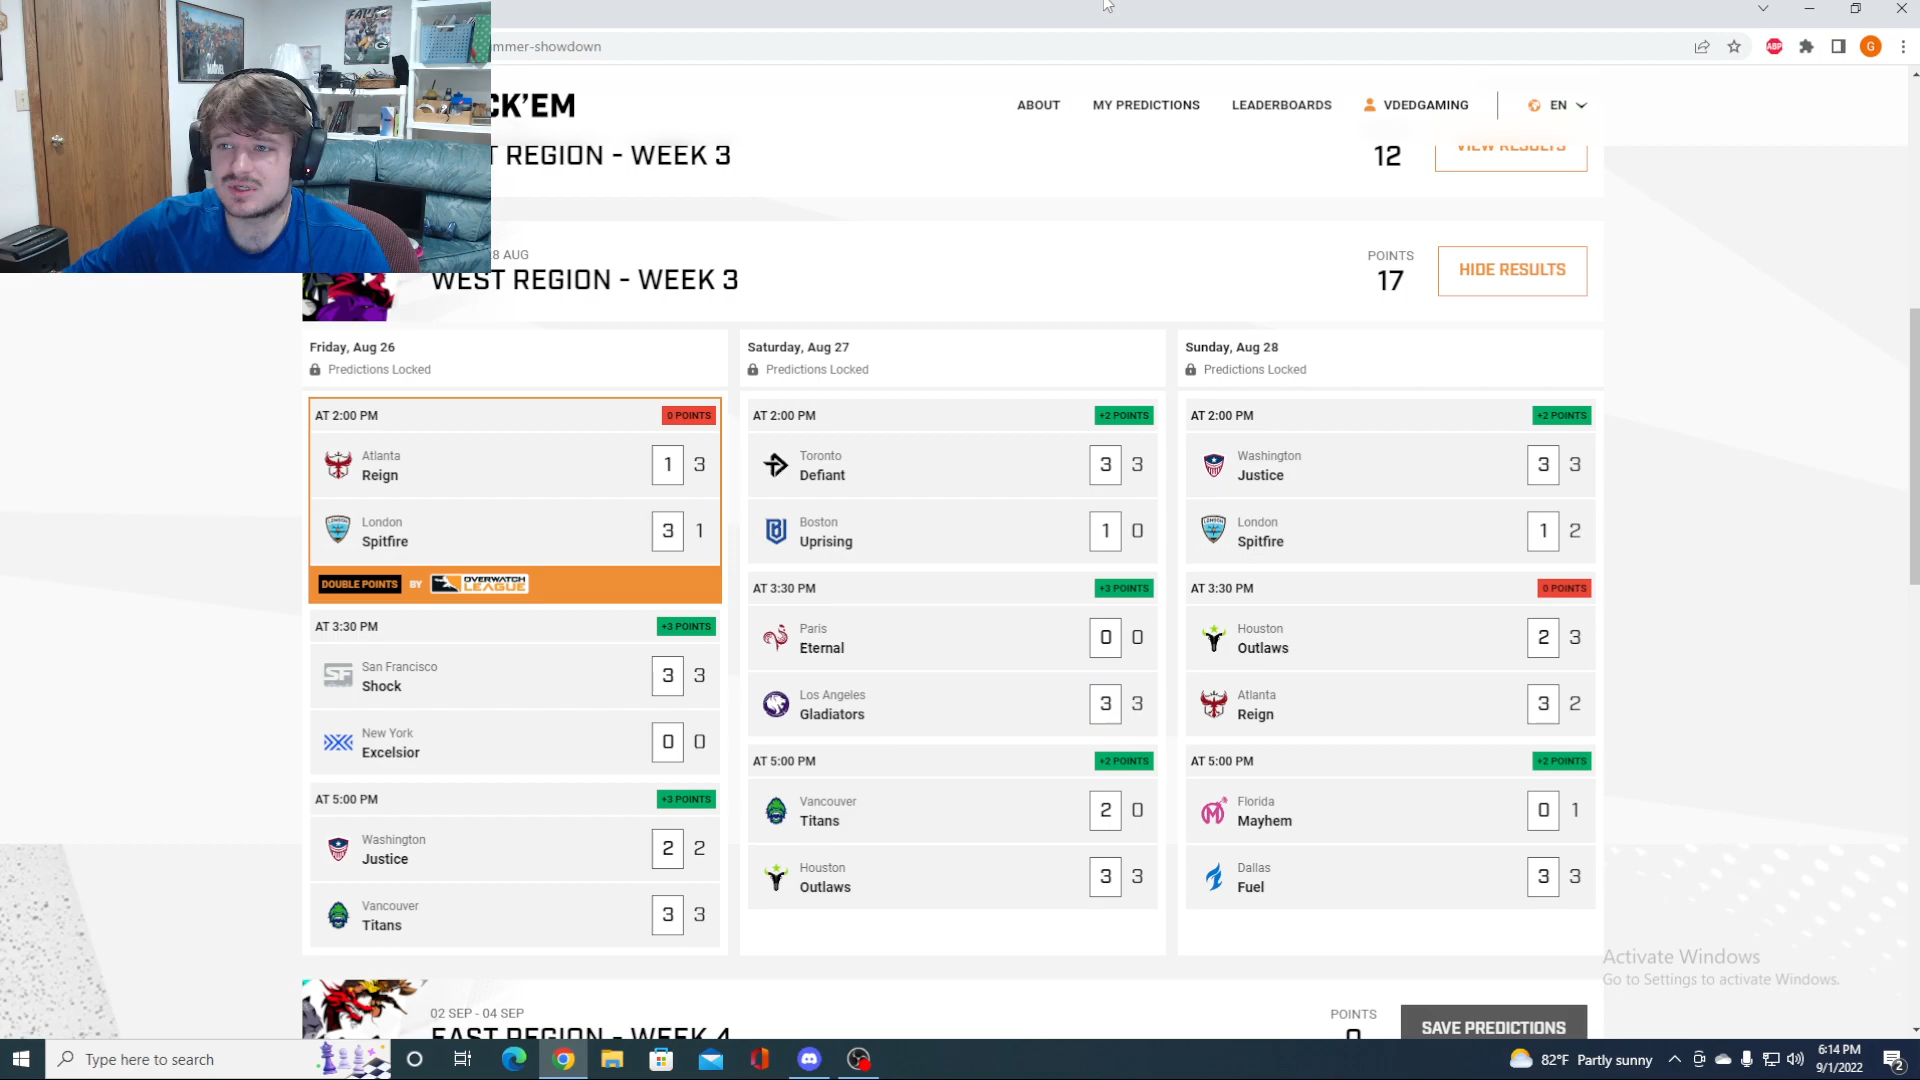 mmer-showdown
ABP
G
CK'EM
ABOUT
MY PREDICTIONS
LEADERBOARDS
VDEDGAMING
EN
T REGION - WEEK 3
12
VIEW RESULTS
8 AUG
WEST REGION - WEEK 3
POINTS
17
HIDE RESULTS
Friday, Aug 26
Predictions Locked
AT 2:00 PM
0 POINTS
Atlanta
Reign
1 3
London
Spitfire
3 1
DOUBLE POINTS BY OVERWATCH LEAGUE
AT 3:30 PM
+3 POINTS
San Francisco
Shock
3 3
New York
Excelsior
0 0
AT 5:00 PM
+3 POINTS
Washington
Justice
2 2
Vancouver
Titans
3 3
Saturday, Aug 27
Predictions Locked
AT 2:00 PM
+2 POINTS
Toronto
Defiant
3 3
Boston
Uprising
1 0
AT 3:30 PM
+3 POINTS
Paris
Eternal
0 0
Los Angeles
Gladiators
3 3
AT 5:00 PM
+2 POINTS
Vancouver
Titans
2 0
Houston
Outlaws
3 3
Sunday, Aug 28
Predictions Locked
AT 2:00 PM
+2 POINTS
Washington
Justice
3 3
London
Spitfire
1 2
AT 3:30 PM
0 POINTS
Houston
Outlaws
2 3
Atlanta
Reign
3 2
AT 5:00 PM
+2 POINTS
Florida
Mayhem
0 1
Dallas
Fuel
3 3
Activate Windows
Go to Settings to activate Windows.
02 SEP - 04 SEP
EAST REGION - WEEK 4
POINTS
0
SAVE PREDICTIONS
Type here to search
82°F Partly sunny
6:14 PM
9/1/2022
2